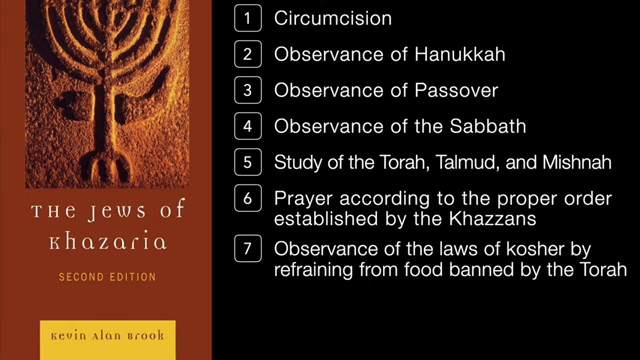 THE JEWS OF
KHAZARIA
SECOND EDITION
KEVIN ALAN BROOK
1 Circumcision
2 Observance of Hanukkah
3 Observance of Passover
4 Observance of the Sabbath
5 Study of the Torah, Talmud, and Mishnah
6 Prayer according to the proper order
established by the Khazzans
7 Observance of the laws of kosher by
refraining from food banned by the Torah